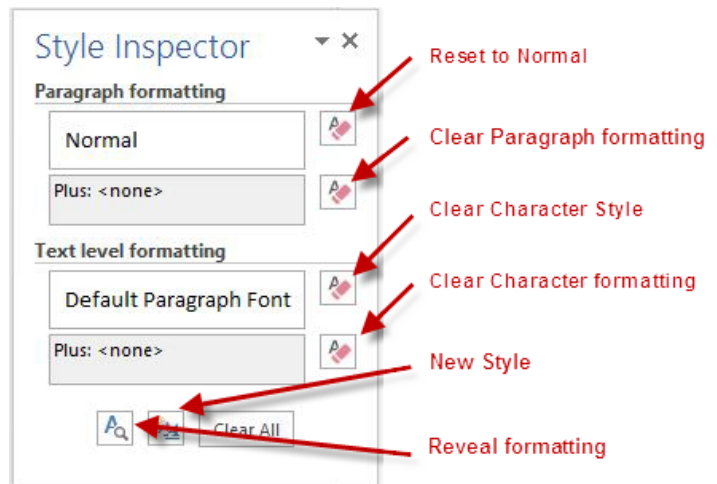 Style Inspector
Reset to Normal
Paragraph formatting
Normal
Clear Paragraph formatting
Plus: <none>
Clear Character Style
Text level formatting
Default Paragraph Font
Clear Character formatting
Plus: <none>
New Style
Clear All
Reveal formatting